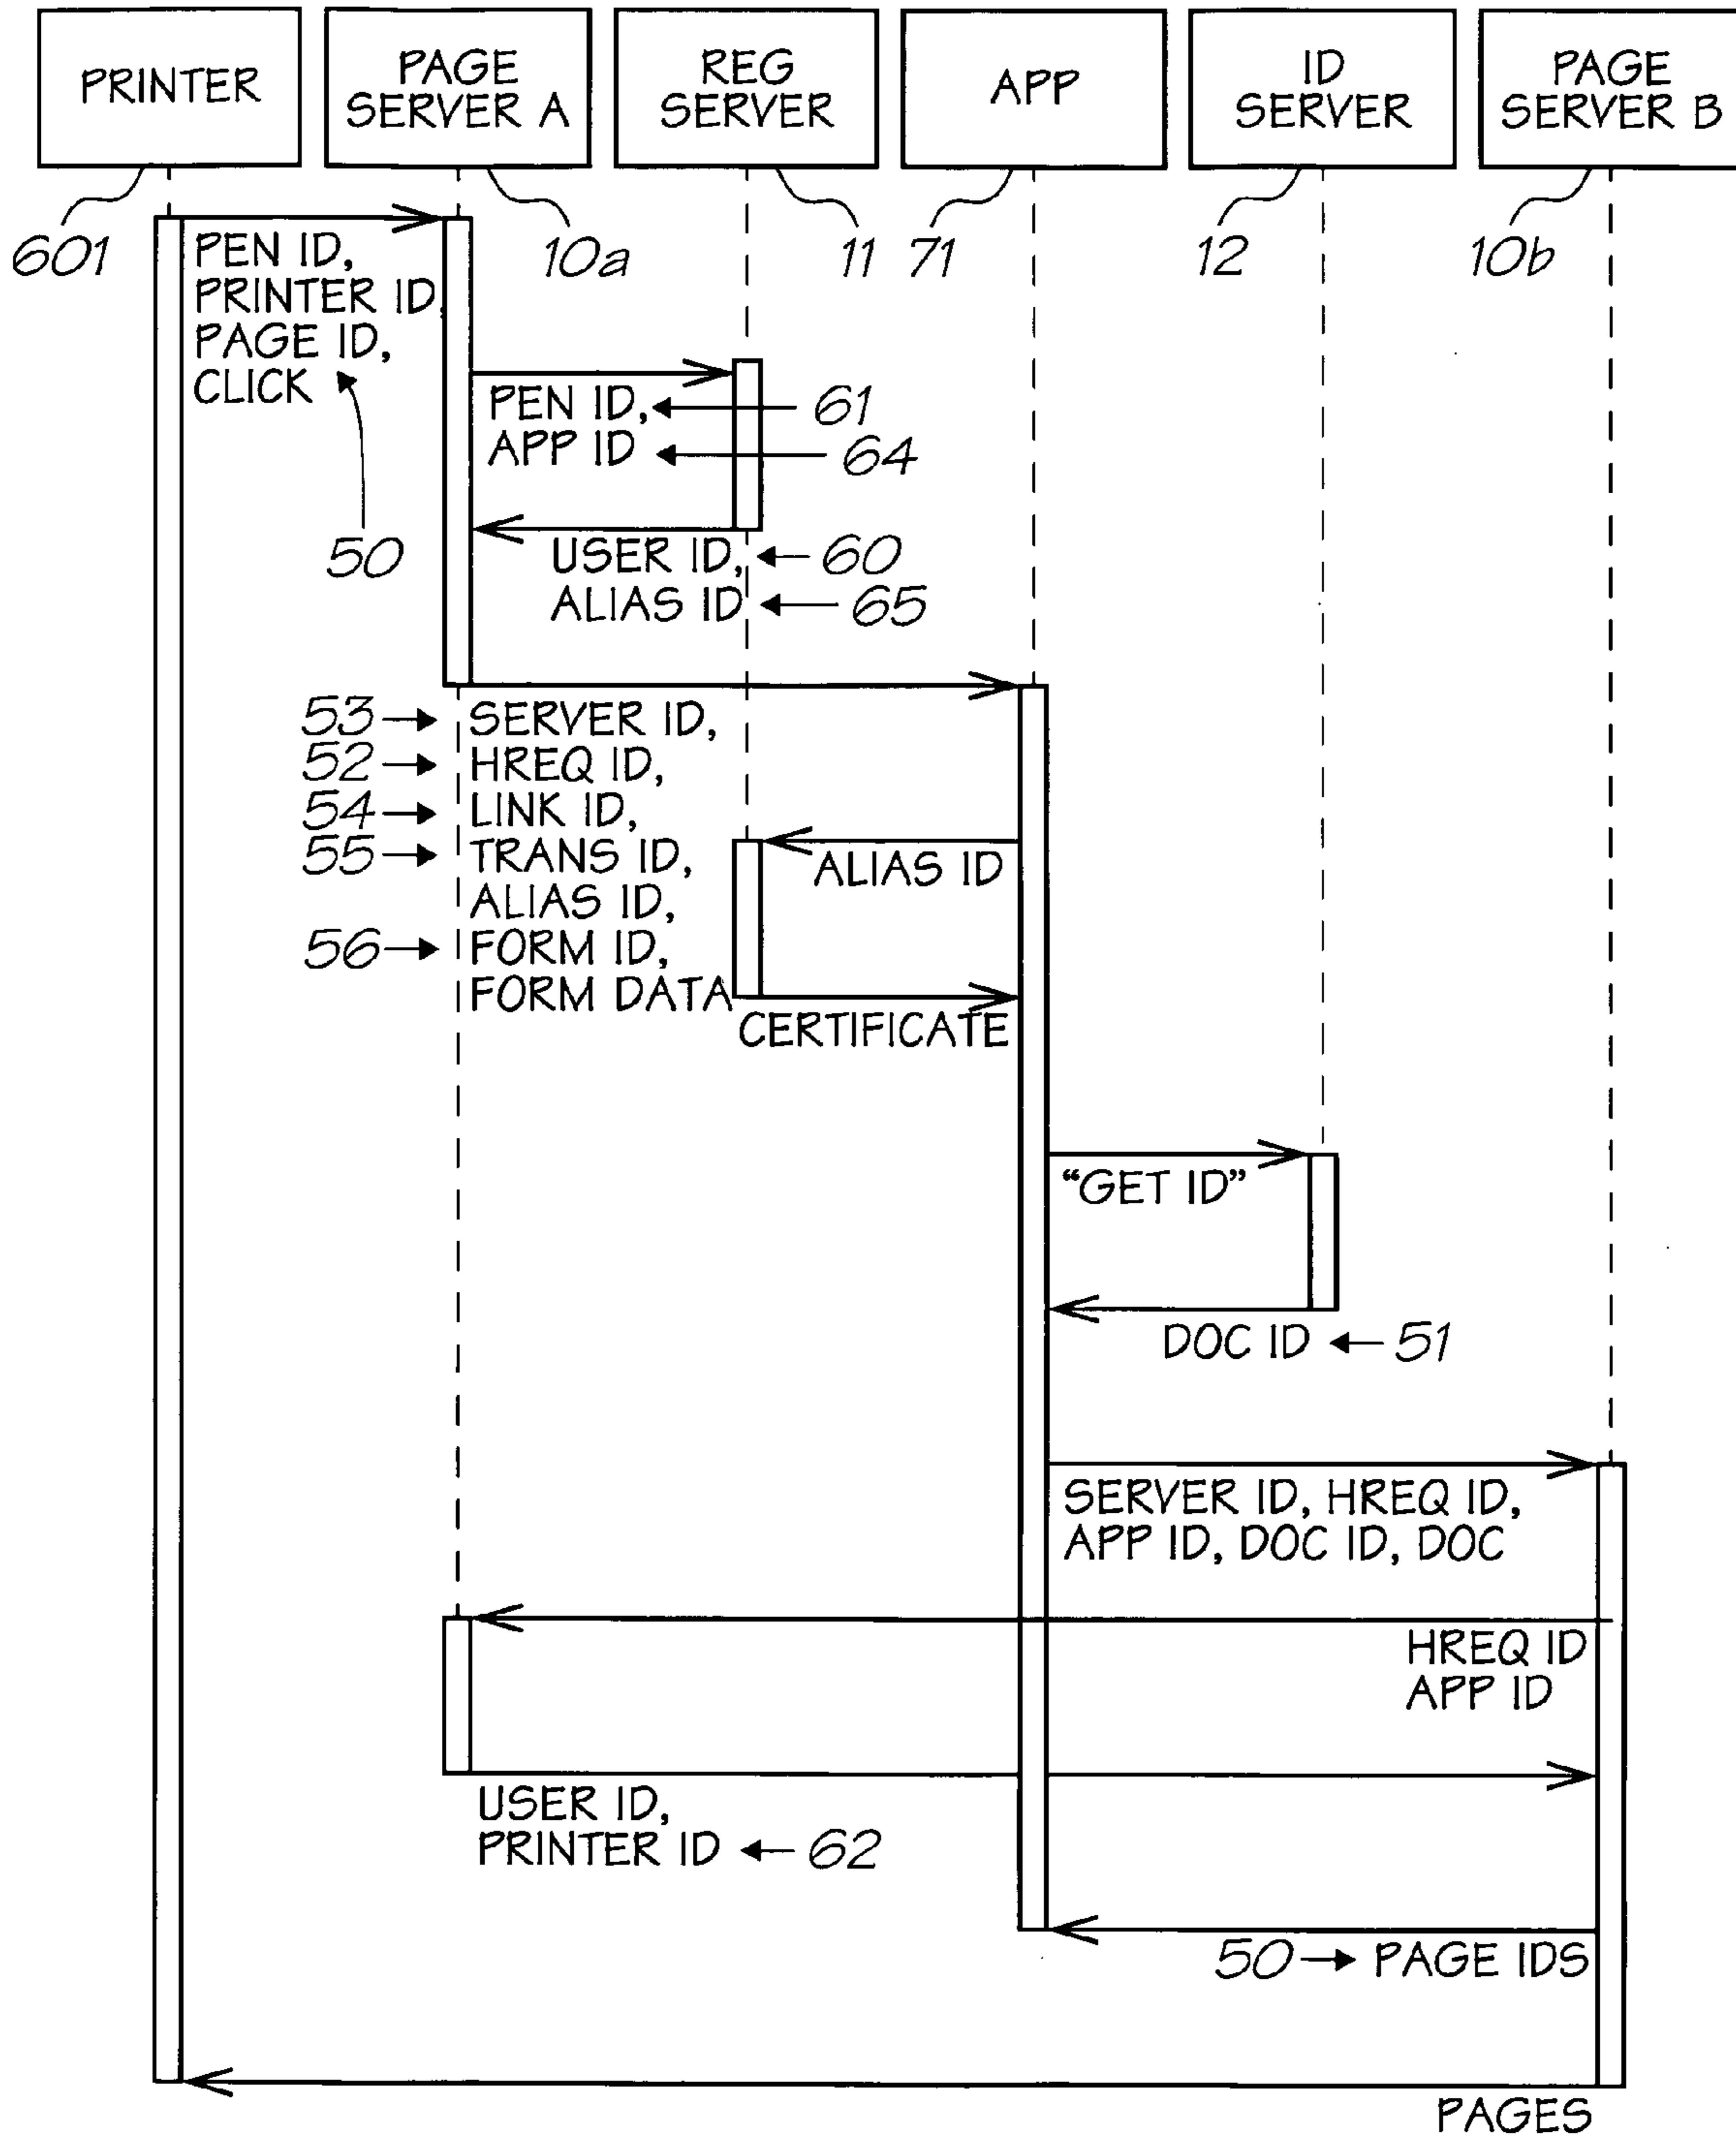 PRINTER
PAGE
SERVER A
REG
SERVER
APP
ID
SERVER
PAGE
SERVER B
601
10a
11
71
12
10b
PEN ID,
PRINTER ID
PAGE ID,
CLICK
50
PEN ID,
61
APP ID
64
USER ID,
60
ALIAS ID
65
53
SERVER ID,
52
HREQ ID,
54
LINK ID,
55
TRANS ID,
ALIAS ID,
56
FORM ID,
FORM DATA
ALIAS ID
CERTIFICATE
“GET ID”
DOC ID
51
SERVER ID, HREQ ID,
APP ID, DOC ID, DOC
HREQ ID
APP ID
USER ID,
PRINTER ID
62
50
PAGE IDS
PAGES